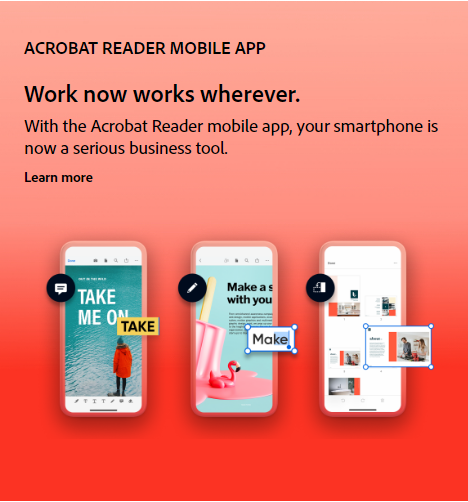 ACROBAT READER MOBILE APP
Work now works wherever.
With the Acrobat Reader mobile app, your smartphone is
now a serious business tool.
Learn more
TAKE
ME ON
TAKE
Make a s
with you
Make